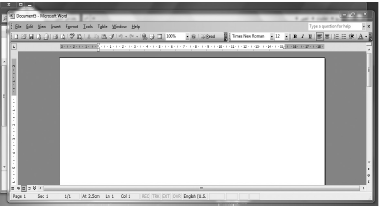 Document3 - Microsoft Word
File Edit View Insert Format Tools Table Window Help
Type a question for help
100%
Read
Times New Roman
12
B I U
Page 1 Sec 1 1/1 At 2.5cm Ln 1 Col 1 REC TRK EXT OVR English (U.S.